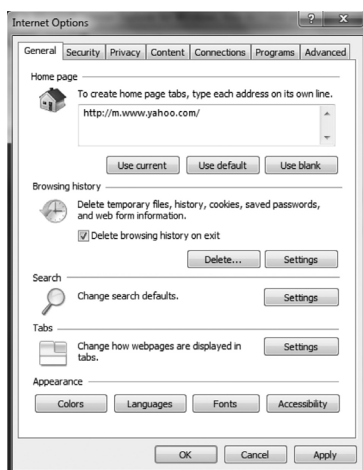 Internet Options
General Security Privacy Content Connections Programs Advanced
Home page
To create home page tabs, type each address on its own line.
http://m.www.yahoo.com/
Use current Use default Use blank
Browsing history
Delete temporary files, history, cookies, saved passwords,
and web form information.
Delete browsing history on exit
Delete... Settings
Search
Change search defaults. Settings
Tabs
Change how webpages are displayed in
tabs.
Settings
Appearance
Colors Languages Fonts Accessibility
OK Cancel Apply